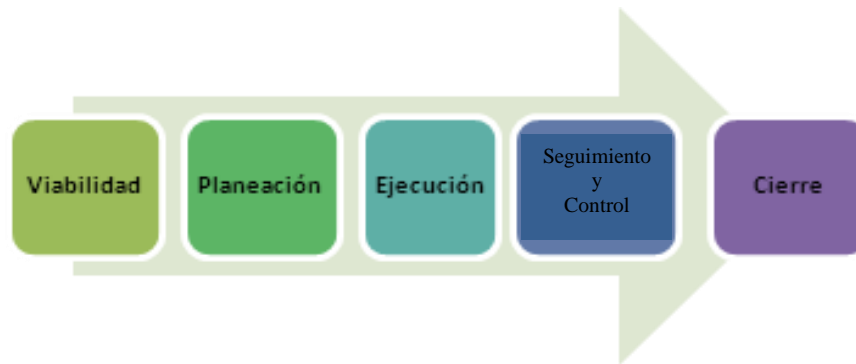 Viabilidad
Planeación
Ejecución
Seguimiento
y
Control
Cierre